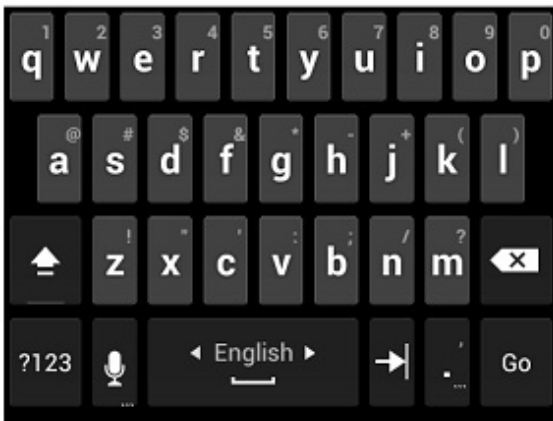 1 2 3 4 5 6 7 8 9 0
q w e r t y u i o p
@ # $ & * - + ( )
a s d f g h j k l
! " ' : ; / ?
z x c v b n m
?123 English . , ... Go